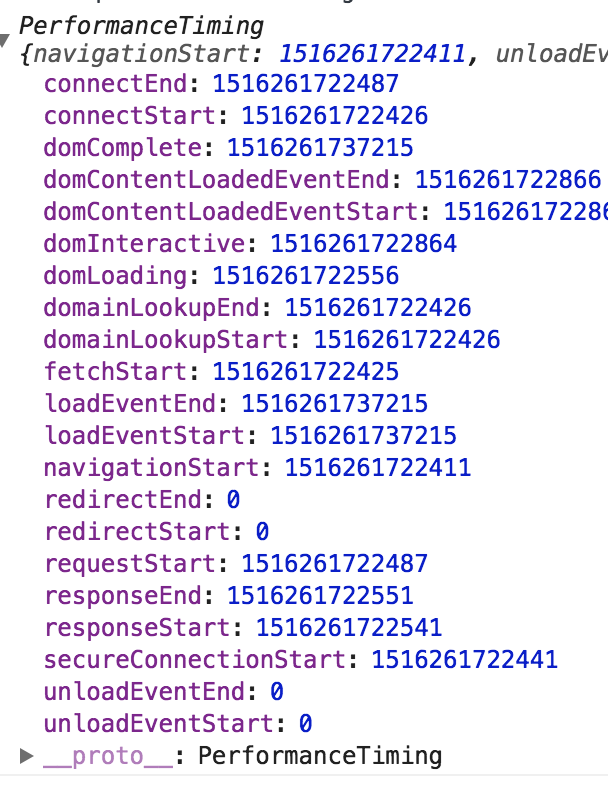 PerformanceTiming
{navigationStart: 1516261722411, unloadEv
connectEnd: 1516261722487
connectStart: 1516261722426
domComplete: 1516261737215
domContentLoadedEventEnd: 1516261722866
domContentLoadedEventStart: 151626172286
domInteractive: 1516261722864
domLoading: 1516261722556
domainLookupEnd: 1516261722426
domainLookupStart: 1516261722426
fetchStart: 1516261722425
loadEventEnd: 1516261737215
loadEventStart: 1516261737215
navigationStart: 1516261722411
redirectEnd: 0
redirectStart: 0
requestStart: 1516261722487
responseEnd: 1516261722551
responseStart: 1516261722541
secureConnectionStart: 1516261722441
unloadEventEnd: 0
unloadEventStart: 0
__proto__: PerformanceTiming